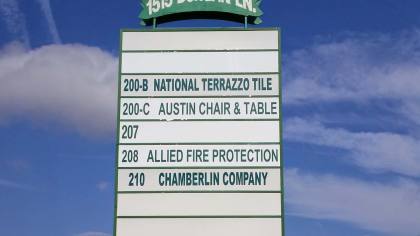 200-B NATIONAL TERRAZZO TILE
200-C AUSTIN CHAIR & TABLE
207
208 ALLIED FIRE PROTECTION
210 CHAMBERLIN COMPANY